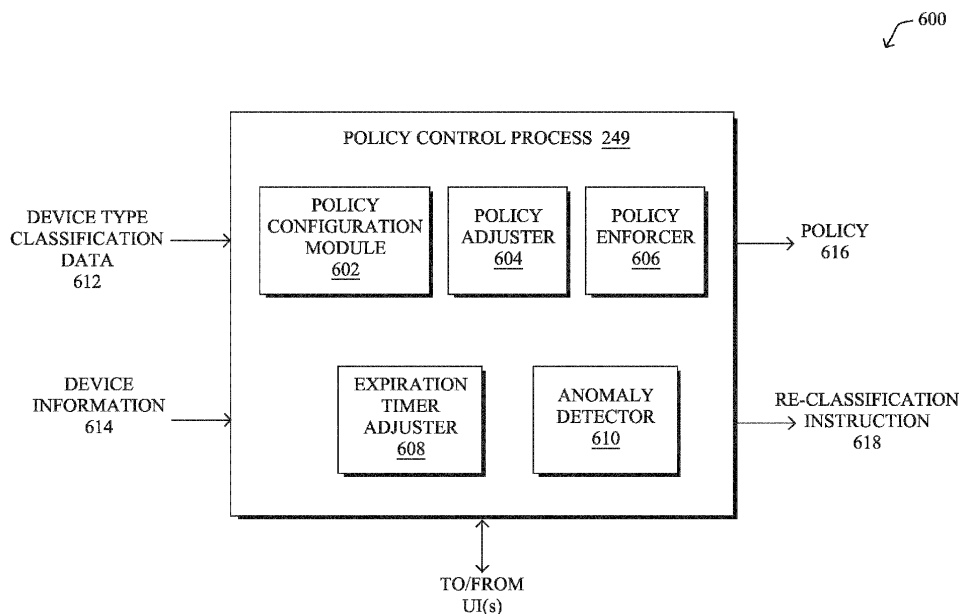 600
POLICY CONTROL PROCESS 249
POLICY
CONFIGURATION
MODULE
602
POLICY
ADJUSTER
604
POLICY
ENFORCER
606
DEVICE TYPE
CLASSIFICATION
DATA
612
POLICY
616
DEVICE
INFORMATION
614
EXPIRATION
TIMER
ADJUSTER
608
ANOMALY
DETECTOR
610
RE-CLASSIFICATION
INSTRUCTION
618
TO/FROM
UI(s)